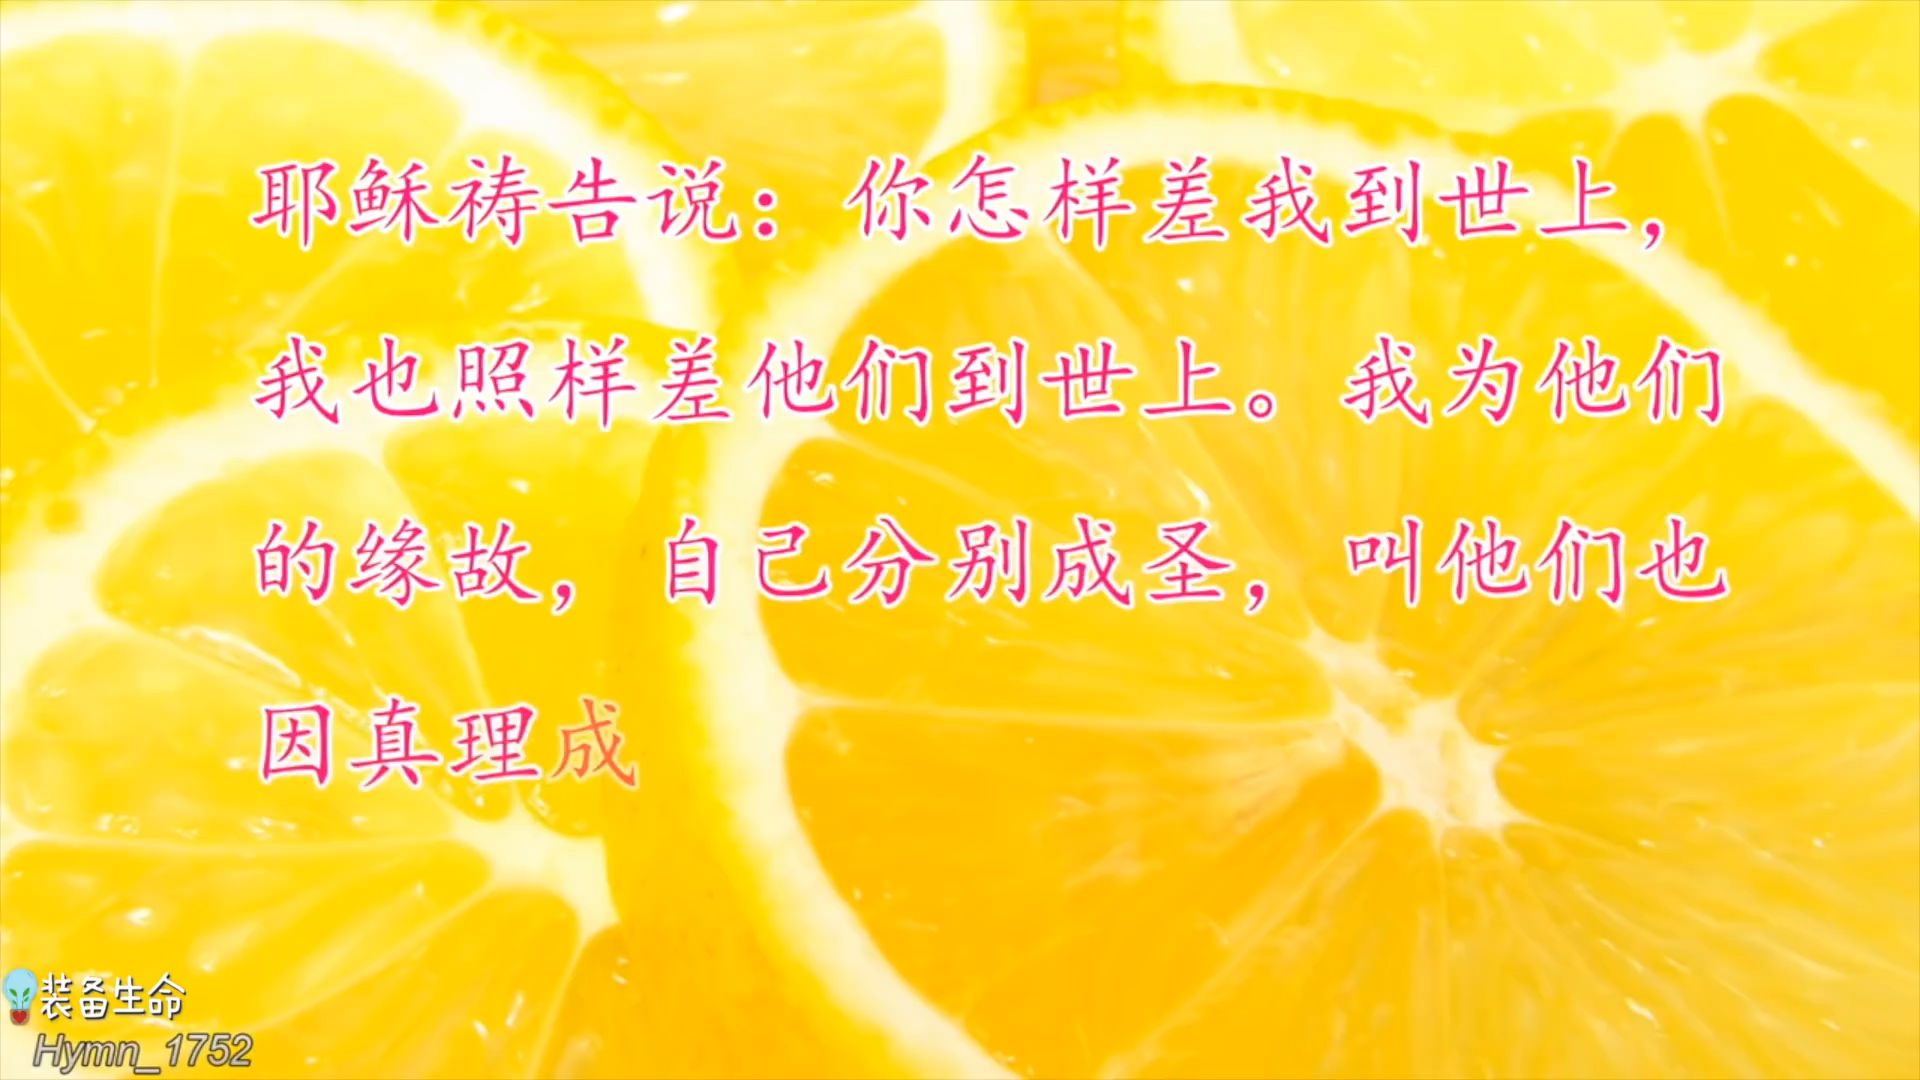 耶稣祷告说：你怎样差我到世上，
我也照样差他们到世上。我为他们
的缘故，自己分别成圣，叫他们也
因真理成
装备生命
Hymn_1752